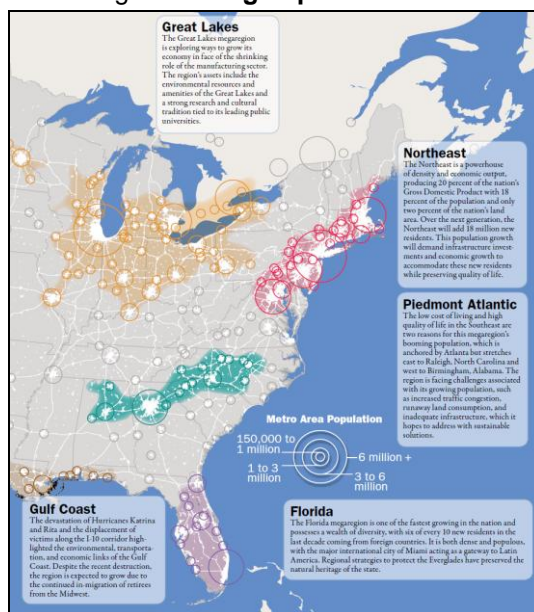 Great Lakes
The Great Lakes megaregion
is exploring ways to grow its
economy in face of the shrinking
role of the manufacturing sector.
The region's assets include the
environmental resources and
amenities of the Great Lakes and
a strong research and cultural
tradition tied to its leading public
universities.
Northeast
The Northeast is a powerhouse
of density and economic output,
producing 20 percent of the nation's
Gross Domestic Product with 18
percent of the population and only
two percent of the nation's land
area. Over the next generation, the
Northeast will add 18 million new
residents. This population growth
will demand infrastructure invest-
ments and economic growth to
accommodate these new residents
while preserving quality of life.
Piedmont Atlantic
The low cost of living and high
quality of life in the Southeast are
two reasons for this megaregion's
booming population, which is
anchored by Atlanta but stretches
east to Raleigh, North Carolina and
west to Birmingham, Alabama. The
region is facing challenges associated
with its growing population, such
as increased traffic congestion,
runaway land consumption, and
inadequate infrastructure, which it
hopes to address with sustainable
solutions.
Metro Area Population
150,000 to
1 million
1 to 3
million
6 million +
3 to 6
million
Gulf Coast
The devastation of Hurricanes Katrina
and Rita and the displacement of
victims along the I-10 corridor high-
lighted the environmental, transporta-
tion, and economic links of the Gulf
Coast. Despite the recent destruction,
the region is expected to grow due
to the continued in-migration of retirees
from the Midwest.
Florida
The Florida megaregion is one of the fastest growing in the nation and
possesses a wealth of diversity, with six of every 10 new residents in the
last decade coming from foreign countries. It is both dense and populous,
with the major international city of Miami acting as a gateway to Latin
America. Regional strategies to protect the Everglades have preserved the
natural heritage of the state.